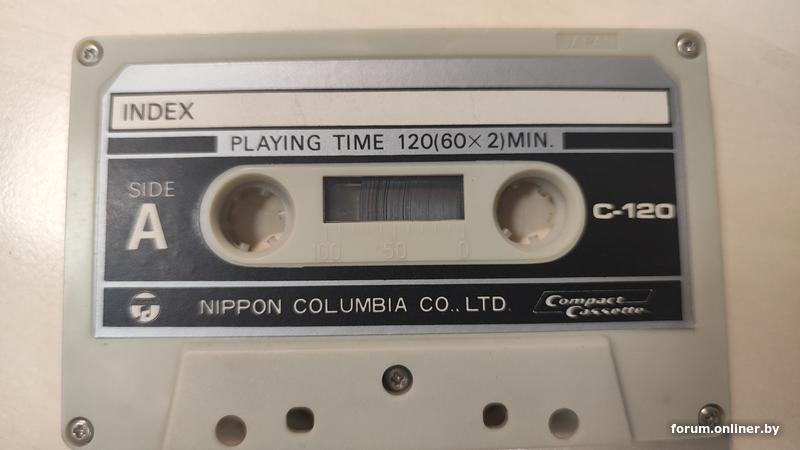 JAPAN
INDEX
PLAYING TIME 120(60×2)MIN.
SIDE
A
C-120
100 50 0
NIPPON COLUMBIA CO.,LTD.
Compact
Cassette
forum.onliner.by